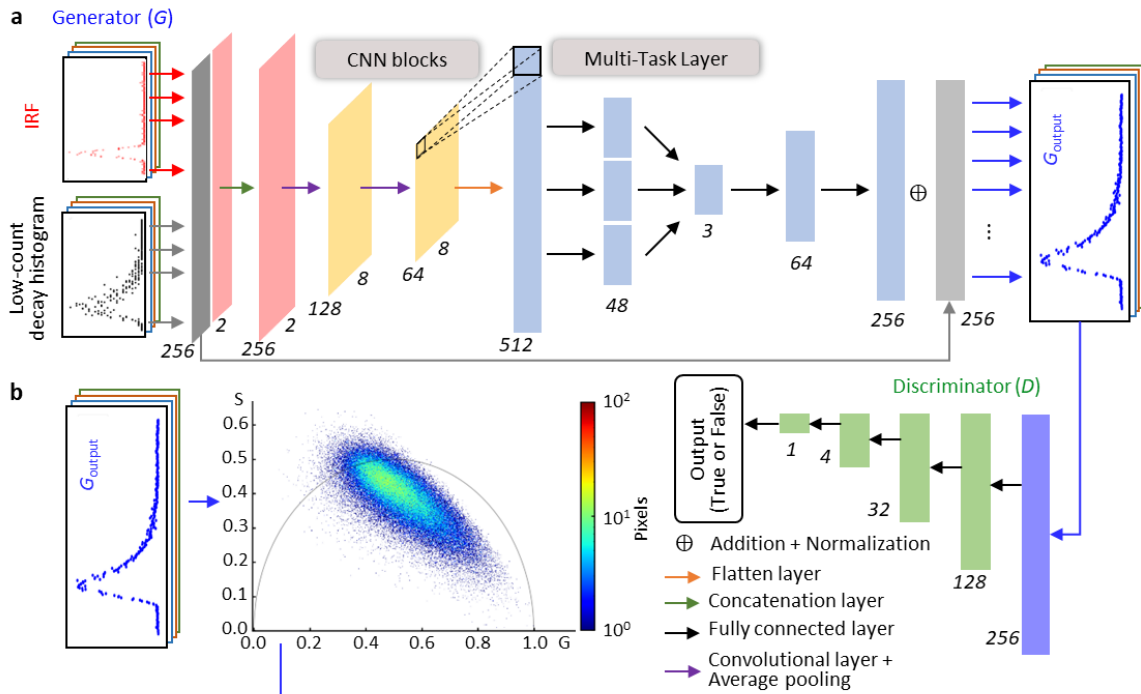 a
Generator (G)
IRF
Low-count
decay histogram
CNN blocks
Multi-Task Layer
256
2
256
2
128
8
64
8
512
48
3
64
256
⊕
256
...
Goutput
b
Goutput
S
0.6
0.5
0.4
0.3
0.2
0.1
0.0
0.0
0.2
0.4
0.6
0.8
1.0
G
10²
10¹
10⁰
Pixels
Discriminator (D)
Output
(True or False)
1
4
32
128
256
⊕ Addition + Normalization
Flatten layer
Concatenation layer
Fully connected layer
Convolutional layer +
Average pooling